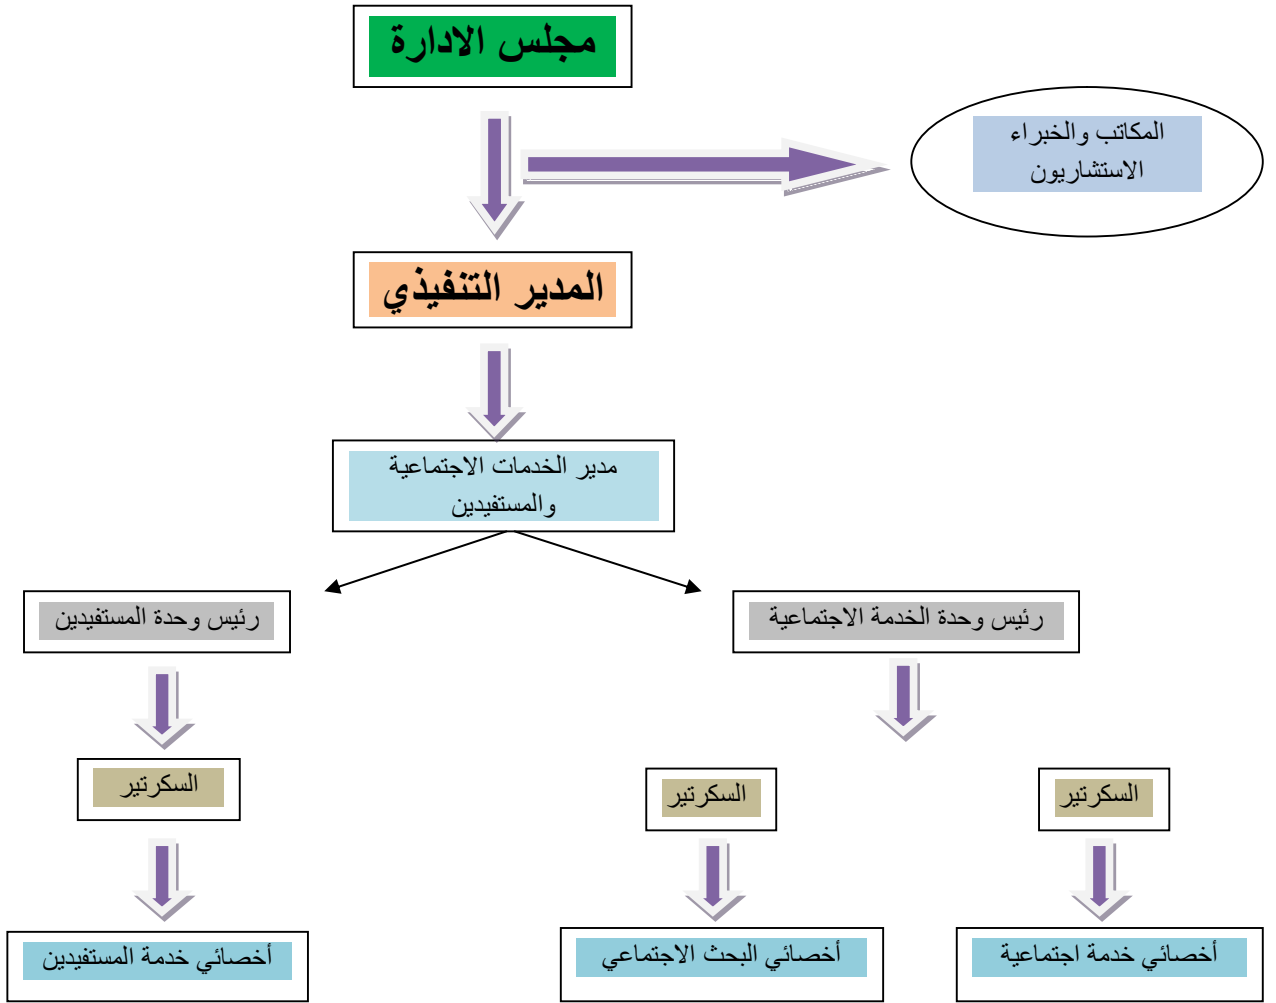 مجلس الادارة
المكاتب والخبراء
الاستشاريون
المدير التنفيذي
مدير الخدمات الاجتماعية
والمستفيدين
رئيس وحدة الخدمة الاجتماعية
رئيس وحدة المستفيدين
السكرتير
السكرتير
السكرتير
أخصائي خدمة اجتماعية
أخصائي البحث الاجتماعي
أخصائي خدمة المستفيدين